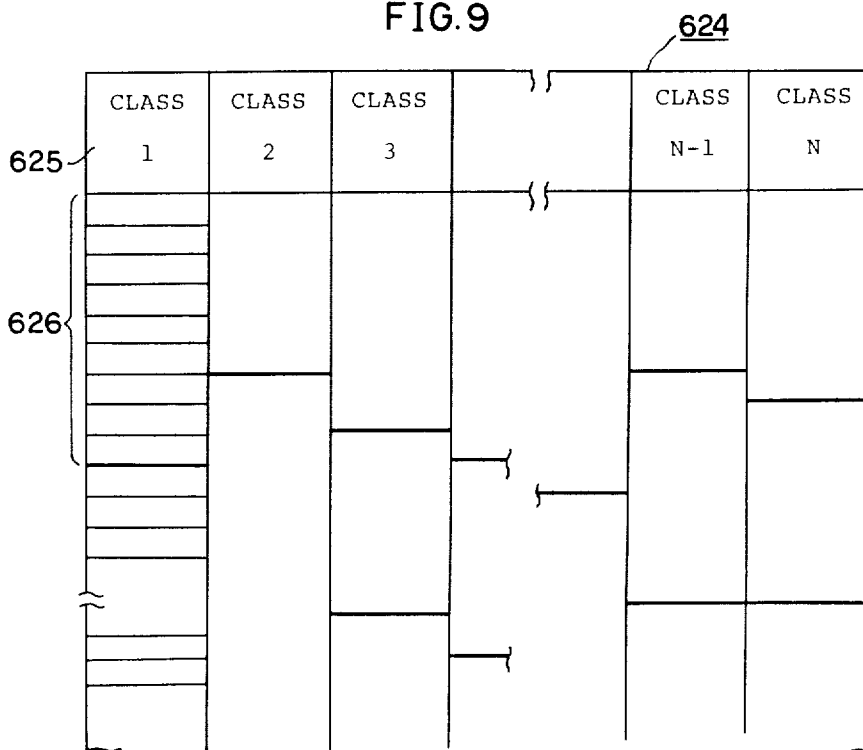 FIG.9
624
CLASS 1
CLASS 2
CLASS 3
CLASS N-1
CLASS N
625
626